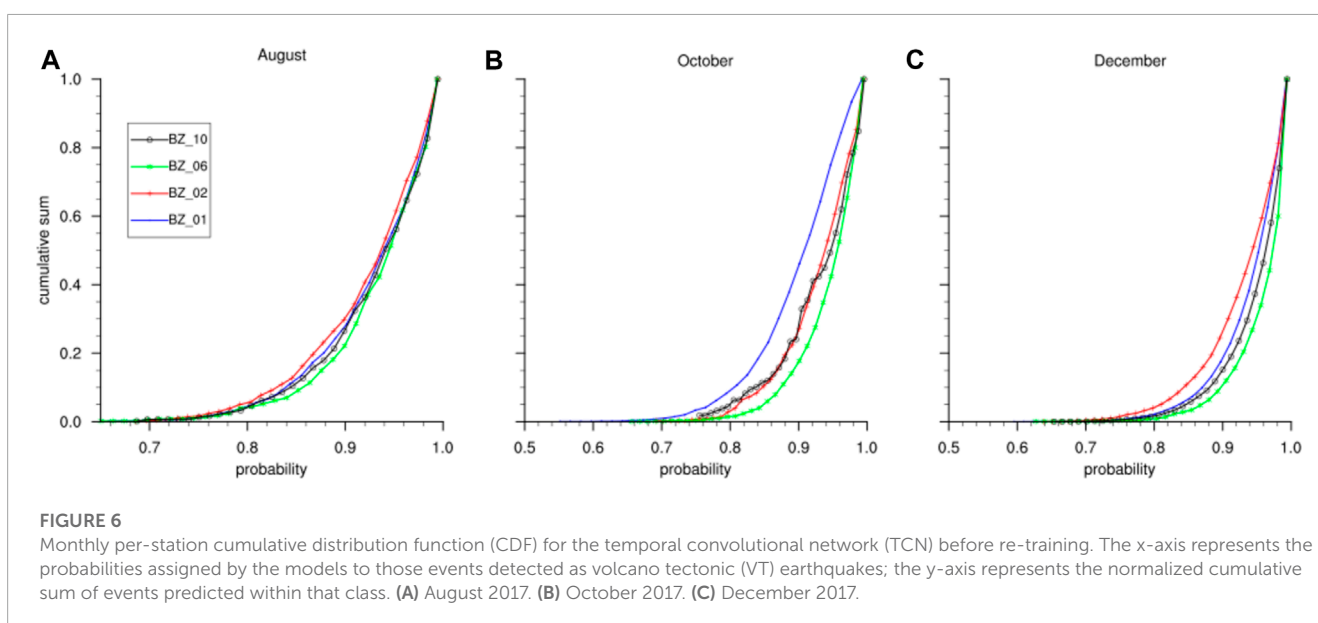 A
August
B
October
C
December
1.0
0.8
0.6
0.4
0.2
0.0
cumulative sum
BZ_10
BZ_06
BZ_02
BZ_01
0.7 0.8 0.9 1.0
probability
0.5 0.6 0.7 0.8 0.9 1.0
probability
0.5 0.6 0.7 0.8 0.9 1.0
probability
FIGURE 6
Monthly per-station cumulative distribution function (CDF) for the temporal convolutional network (TCN) before re-training. The x-axis represents the
probabilities assigned by the models to those events detected as volcano tectonic (VT) earthquakes; the y-axis represents the normalized cumulative
sum of events predicted within that class. (A) August 2017. (B) October 2017. (C) December 2017.